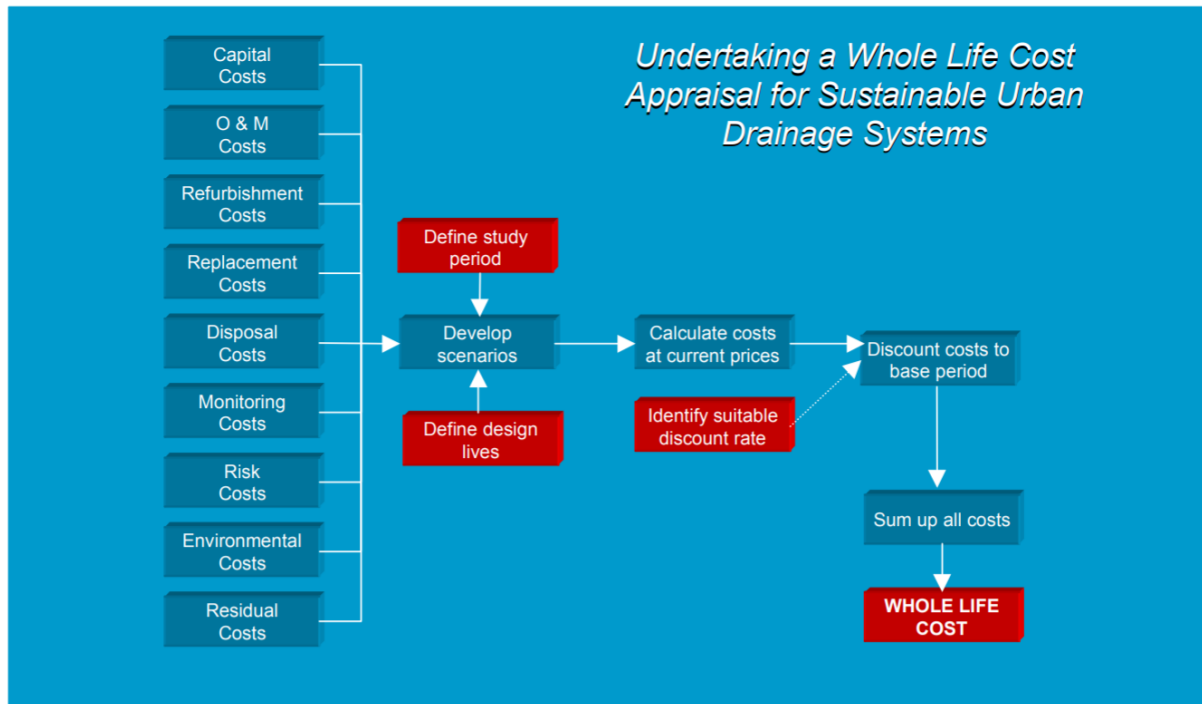 Undertaking a Whole Life Cost
Appraisal for Sustainable Urban
Drainage Systems
Capital
Costs
O & M
Costs
Refurbishment
Costs
Replacement
Costs
Disposal
Costs
Monitoring
Costs
Risk
Costs
Environmental
Costs
Residual
Costs
Define study
period
Develop
scenarios
Define design
lives
Calculate costs
at current prices
Identify suitable
discount rate
Discount costs to
base period
Sum up all costs
WHOLE LIFE
COST